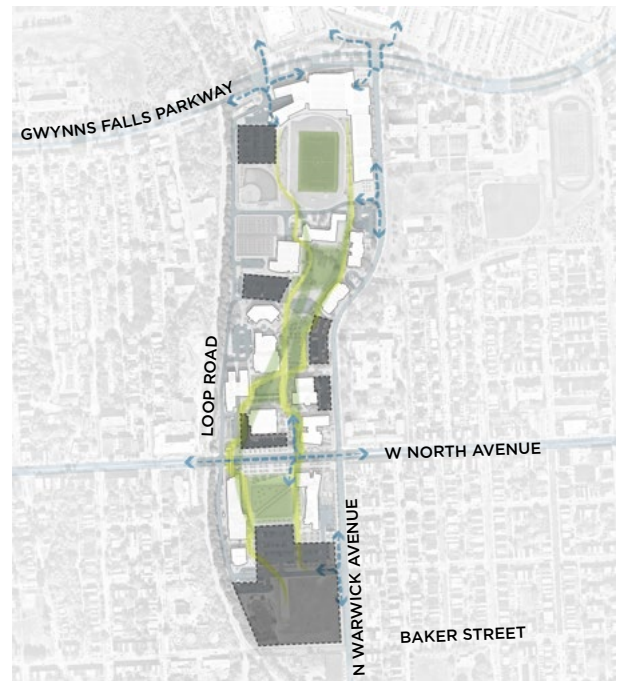 GWYNNS FALLS PARKWAY
LOOP ROAD
W NORTH AVENUE
N WARWICK AVENUE
BAKER STREET